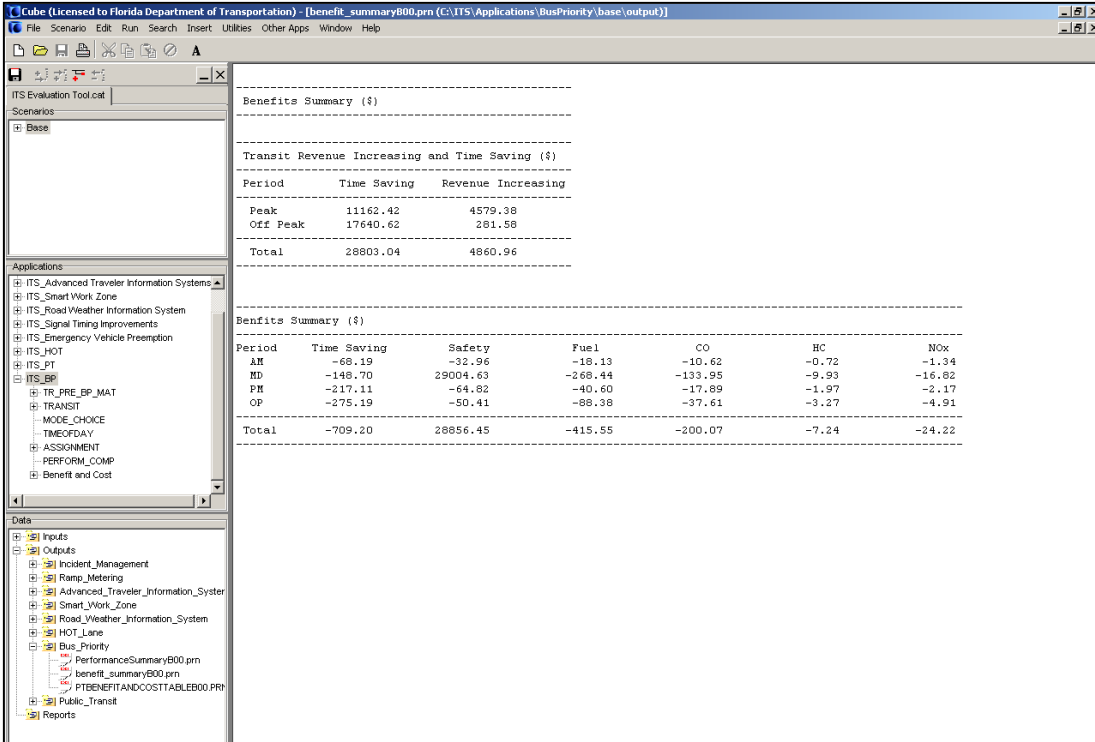 Cube (Licensed to Florida Department of Transportation) - [benefit_summaryB00.prn (C:\ITS\Applications\BusPriority\base\output)]
File Scenario Edit Run Search Insert Utilities Other Apps Window Help
A
ITS Evaluation Tool.cat
Scenarios
Base
Applications
ITS_Advanced Traveler Information Systems
ITS_Smart Work Zone
ITS_Road Weather Information System
ITS_Signal Timing Improvements
ITS_Emergency Vehicle Preemption
ITS_HOT
ITS_PT
ITS_BP
TR_PRE_BP_MAT
TRANSIT
MODE_CHOICE
TIMEOFDAY
ASSIGNMENT
PERFORM_COMP
Benefit and Cost
Data
Inputs
Outputs
Incident_Management
Ramp_Metering
Advanced_Traveler_Information_Syster
Smart_Work_Zone
Road_Weather_Information_System
HOT_Lane
Bus_Priority
PerformanceSummaryB00.prn
benefit_summaryB00.prn
PTBENEFITANDCOSTTABLEB00.PRN
Public_Transit
Reports
Benefits Summary ($)
Transit Revenue Increasing and Time Saving ($)
Period Time Saving Revenue Increasing
Peak 11162.42 4579.38
Off Peak 17640.62 281.58
Total 28803.04 4860.96
Benfits Summary ($)
Period Time Saving Safety Fuel CO HC NOx
AM -68.19 -32.96 -18.13 -10.62 -0.72 -1.34
MD -148.70 29004.63 -268.44 -133.95 -9.93 -16.82
PM -217.11 -64.82 -40.60 -17.89 -1.97 -2.17
OP -275.19 -50.41 -88.38 -37.61 -3.27 -4.91
Total -709.20 28856.45 -415.55 -200.07 -7.24 -24.22